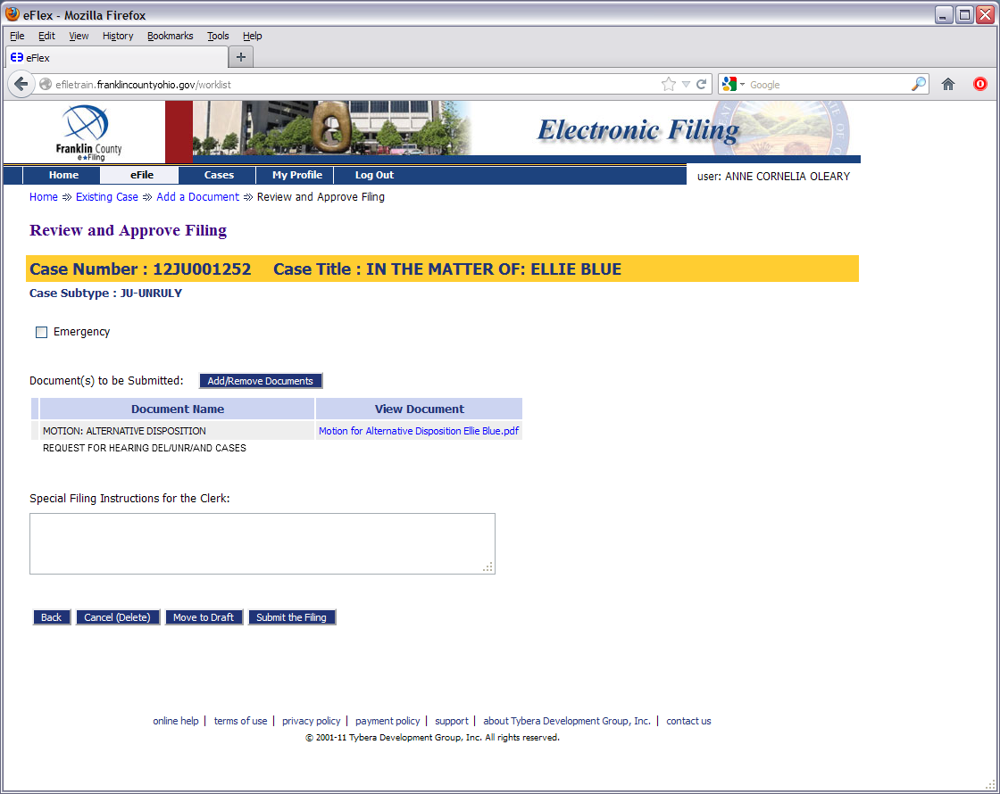 eFlex - Mozilla Firefox
File Edit View History Bookmarks Tools Help
eFlex
efiletrain.franklincountyohio.gov/worklist
Google
Franklin County
e★Filing
Electronic Filing
Home eFile Cases My Profile Log Out
user: ANNE CORNELIA OLEARY
Home ⇒ Existing Case ⇒ Add a Document ⇒ Review and Approve Filing
Review and Approve Filing
Case Number : 12JU001252 Case Title : IN THE MATTER OF: ELLIE BLUE
Case Subtype : JU-UNRULY
Emergency
Document(s) to be Submitted: Add/Remove Documents
Document Name View Document
MOTION: ALTERNATIVE DISPOSITION Motion for Alternative Disposition Ellie Blue.pdf
REQUEST FOR HEARING DEL/UNR/AND CASES
Special Filing Instructions for the Clerk:
Back Cancel (Delete) Move to Draft Submit the Filing
online help | terms of use | privacy policy | payment policy | support | about Tybera Development Group, Inc. | contact us
© 2001-11 Tybera Development Group, Inc. All rights reserved.